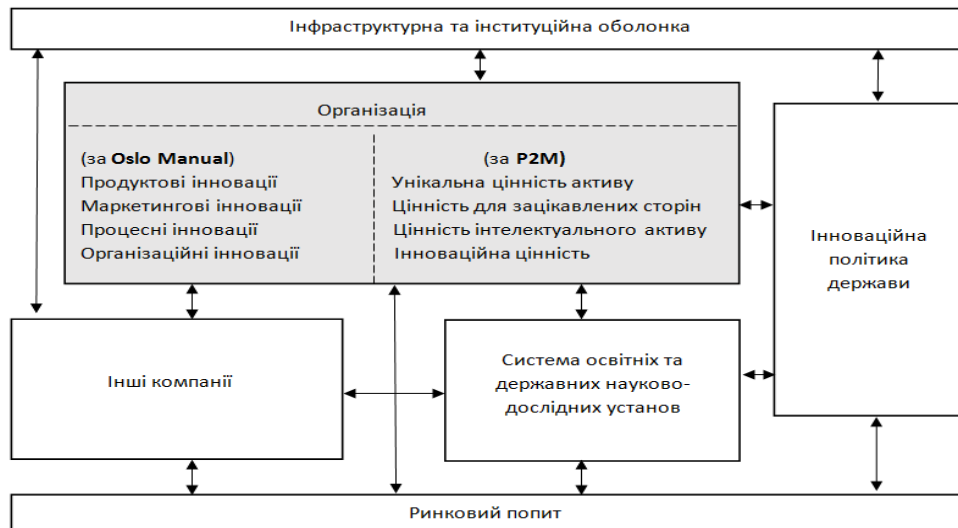 Інфраструктурна та інституційна оболонка
Організація
(за Oslo Manual)
Продуктові інновації
Маркетингові інновації
Процесні інновації
Організаційні інновації
(за P2M)
Унікальна цінність активу
Цінність для зацікавлених сторін
Цінність інтелектуального активу
Інноваційна цінність
Інноваційна
політика
держави
Інші компанії
Система освітніх та
державних науково-
дослідних установ
Ринковий попит